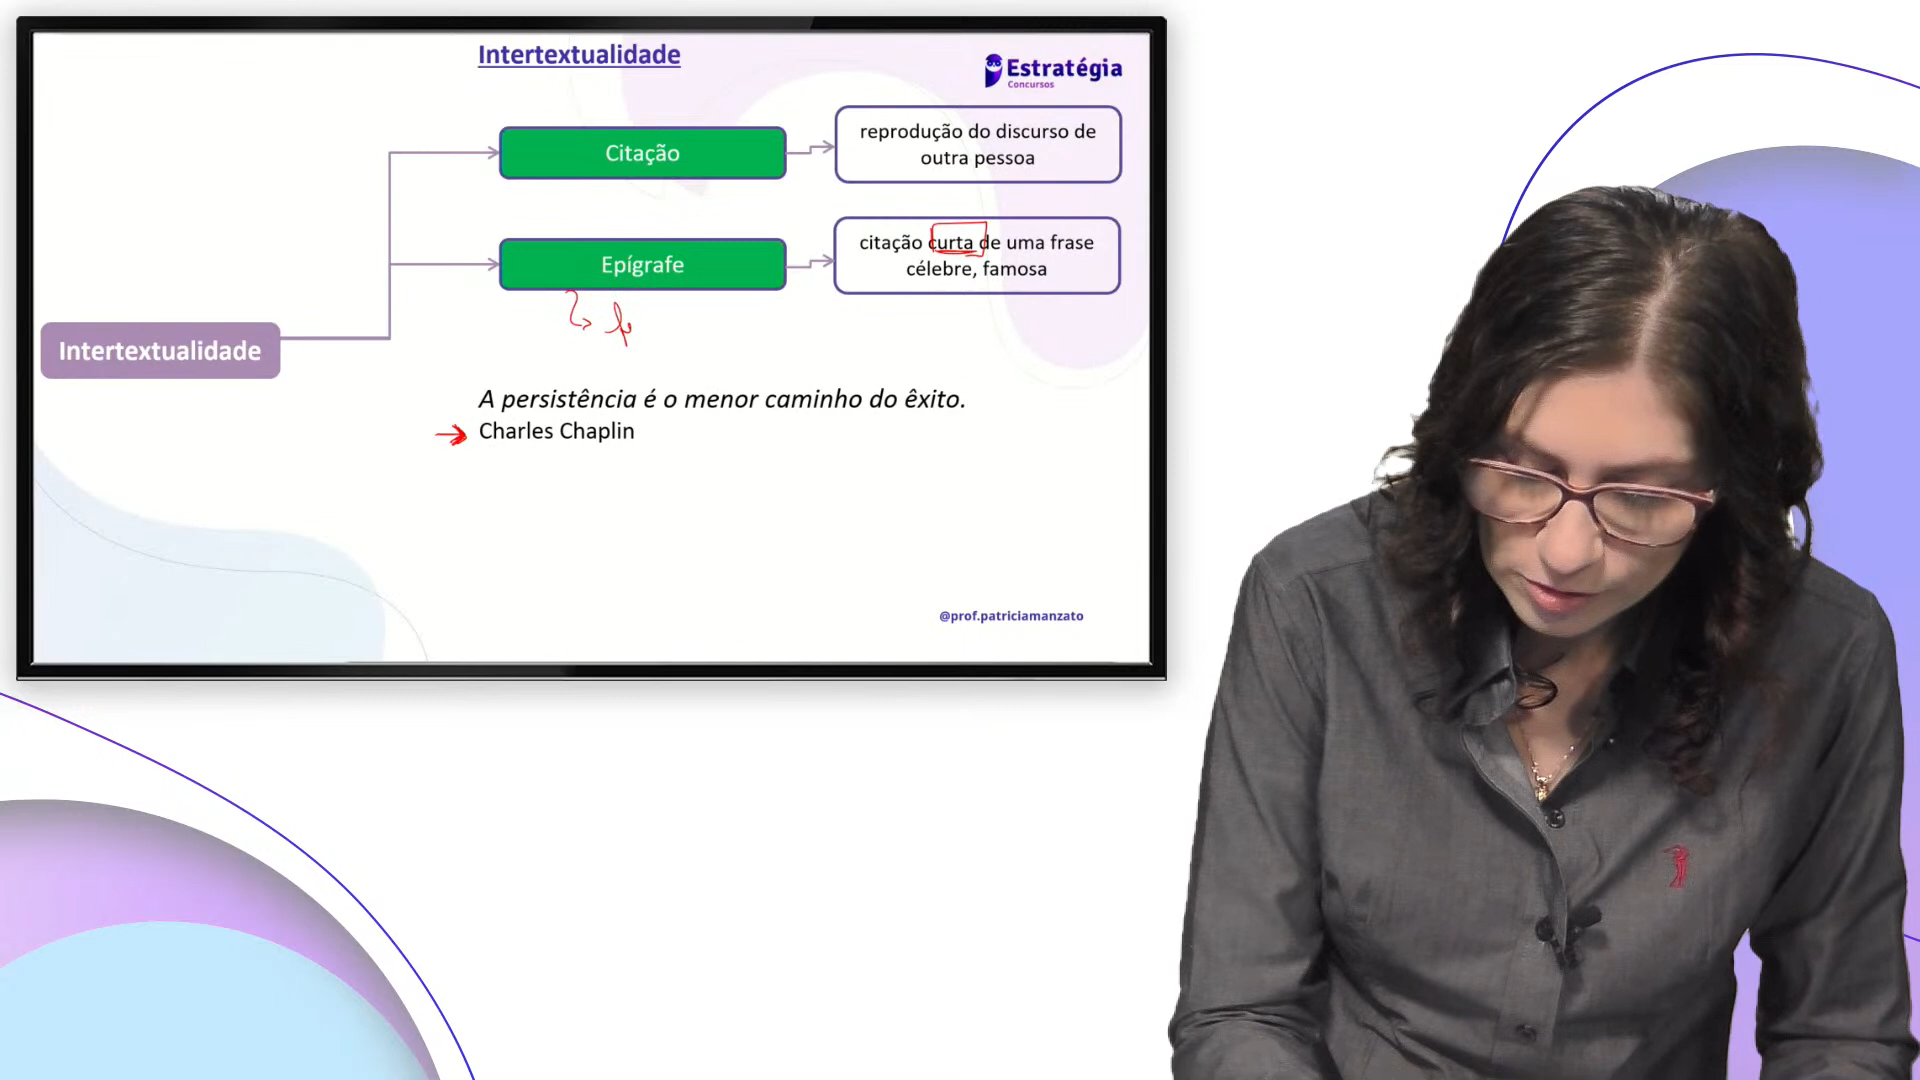 Intertextualidade
Estratégia
Concursos
Citação
reprodução do discurso de
outra pessoa
Epígrafe
citação curta de uma frase
célebre, famosa
Intertextualidade
A persistência é o menor caminho do êxito.
Charles Chaplin
@prof.patriciamanzato